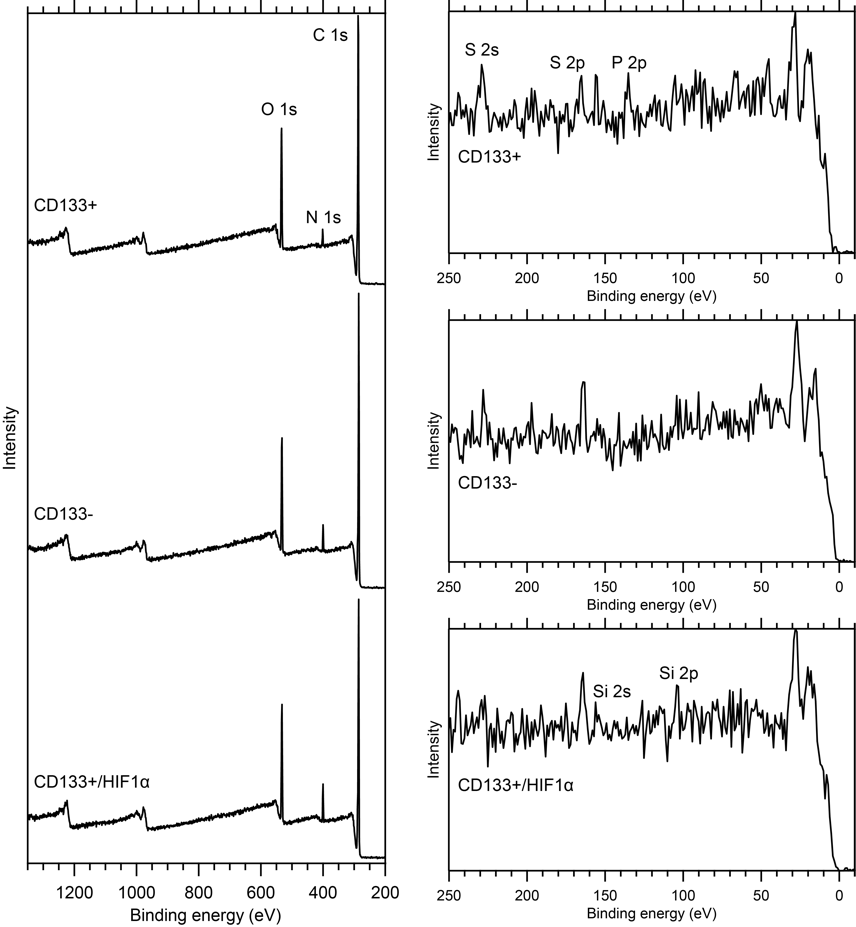 C 1s
O 1s
N 1s
CD133+
CD133-
CD133+/HIF1α
Intensity
1200 1000 800 600 400 200
Binding energy (eV)
S 2s
S 2p P 2p
Intensity
CD133+
250 200 150 100 50 0
Binding energy (eV)
Intensity
CD133-
250 200 150 100 50 0
Binding energy (eV)
Si 2p
Si 2s
Intensity
CD133+/HIF1α
250 200 150 100 50 0
Binding energy (eV)